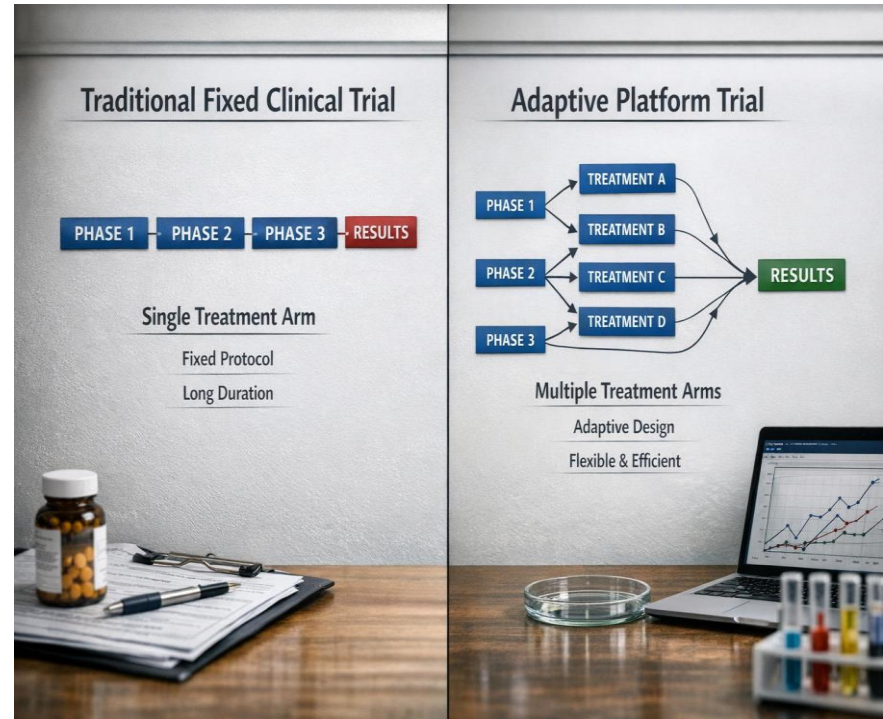 Traditional Fixed Clinical Trial
PHASE 1
PHASE 2
PHASE 3
RESULTS
Single Treatment Arm
Fixed Protocol
Long Duration
Adaptive Platform Trial
PHASE 1
PHASE 2
PHASE 3
TREATMENT A
TREATMENT B
TREATMENT C
TREATMENT D
RESULTS
Multiple Treatment Arms
Adaptive Design
Flexible & Efficient